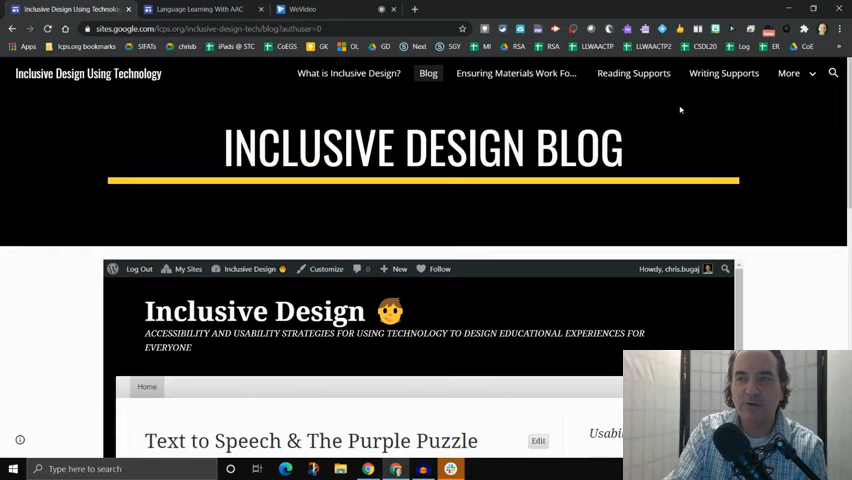 Inclusive Design Using Technolo
Language Learning With AAC
WeVideo
sites.google.com/lcps.org/inclusive-design-tech/blog?authuser=0
Apps
lcps.org bookmarks
SIFATs
chrisb
iPads @ STC
CoEGS
GK
OL
GD
Next
SGY
MI
RSA
RSA
LLWAACTP
LLWAACTP2
CSDL20
Log
ER
CoE
Inclusive Design Using Technology
What is Inclusive Design?
Blog
Ensuring Materials Work Fo...
Reading Supports
Writing Supports
More
INCLUSIVE DESIGN BLOG
Log Out
My Sites
Inclusive Design
Customize
0
New
Follow
Howdy, chris.bugaj
Inclusive Design
ACCESSIBILITY AND USABILITY STRATEGIES FOR USING TECHNOLOGY TO DESIGN EDUCATIONAL EXPERIENCES FOR
EVERYONE
Home
Text to Speech & The Purple Puzzle
Edit
Usab
Type here to search